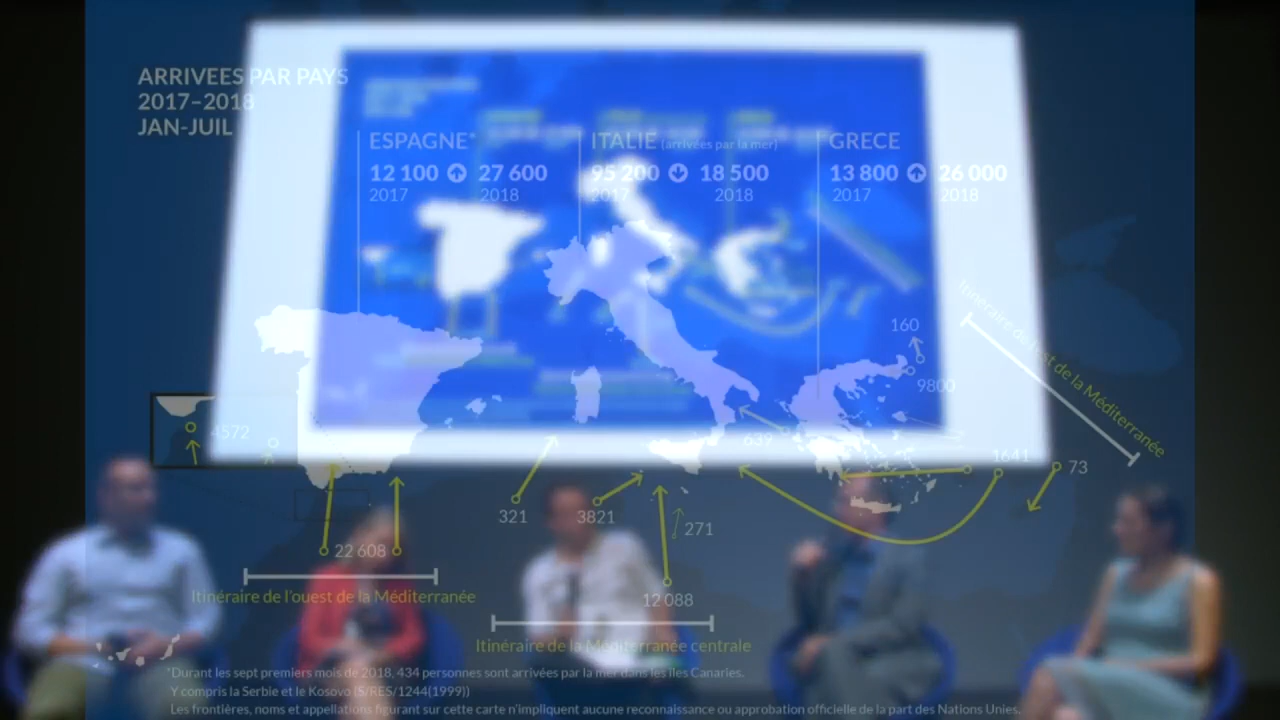 ARRIVEES PAR PAYS
2017–2018
JAN-JUIL
ESPAGNE*
12 100 27 600
2017 2018
ITALIE (arrivées par la mer)
95 200 18 500
2017 2018
GRECE
13 800 26 000
2017 2018
Itinéraire de l'est de la Méditerranée
160
9800
4572
639
1641
73
321
3821
271
22 608
12 088
Itinéraire de l'ouest de la Méditerranée
Itinéraire de la Méditerranée centrale
*Durant les sept premiers mois de 2018, 434 personnes sont arrivées par la mer dans les îles Canaries.
Y compris la Serbie et le Kosovo (S/RES/1244(1999))
Les frontières, noms et appellations figurant sur cette carte n'impliquent aucune reconnaissance ou approbation officielle de la part des Nations Unies.